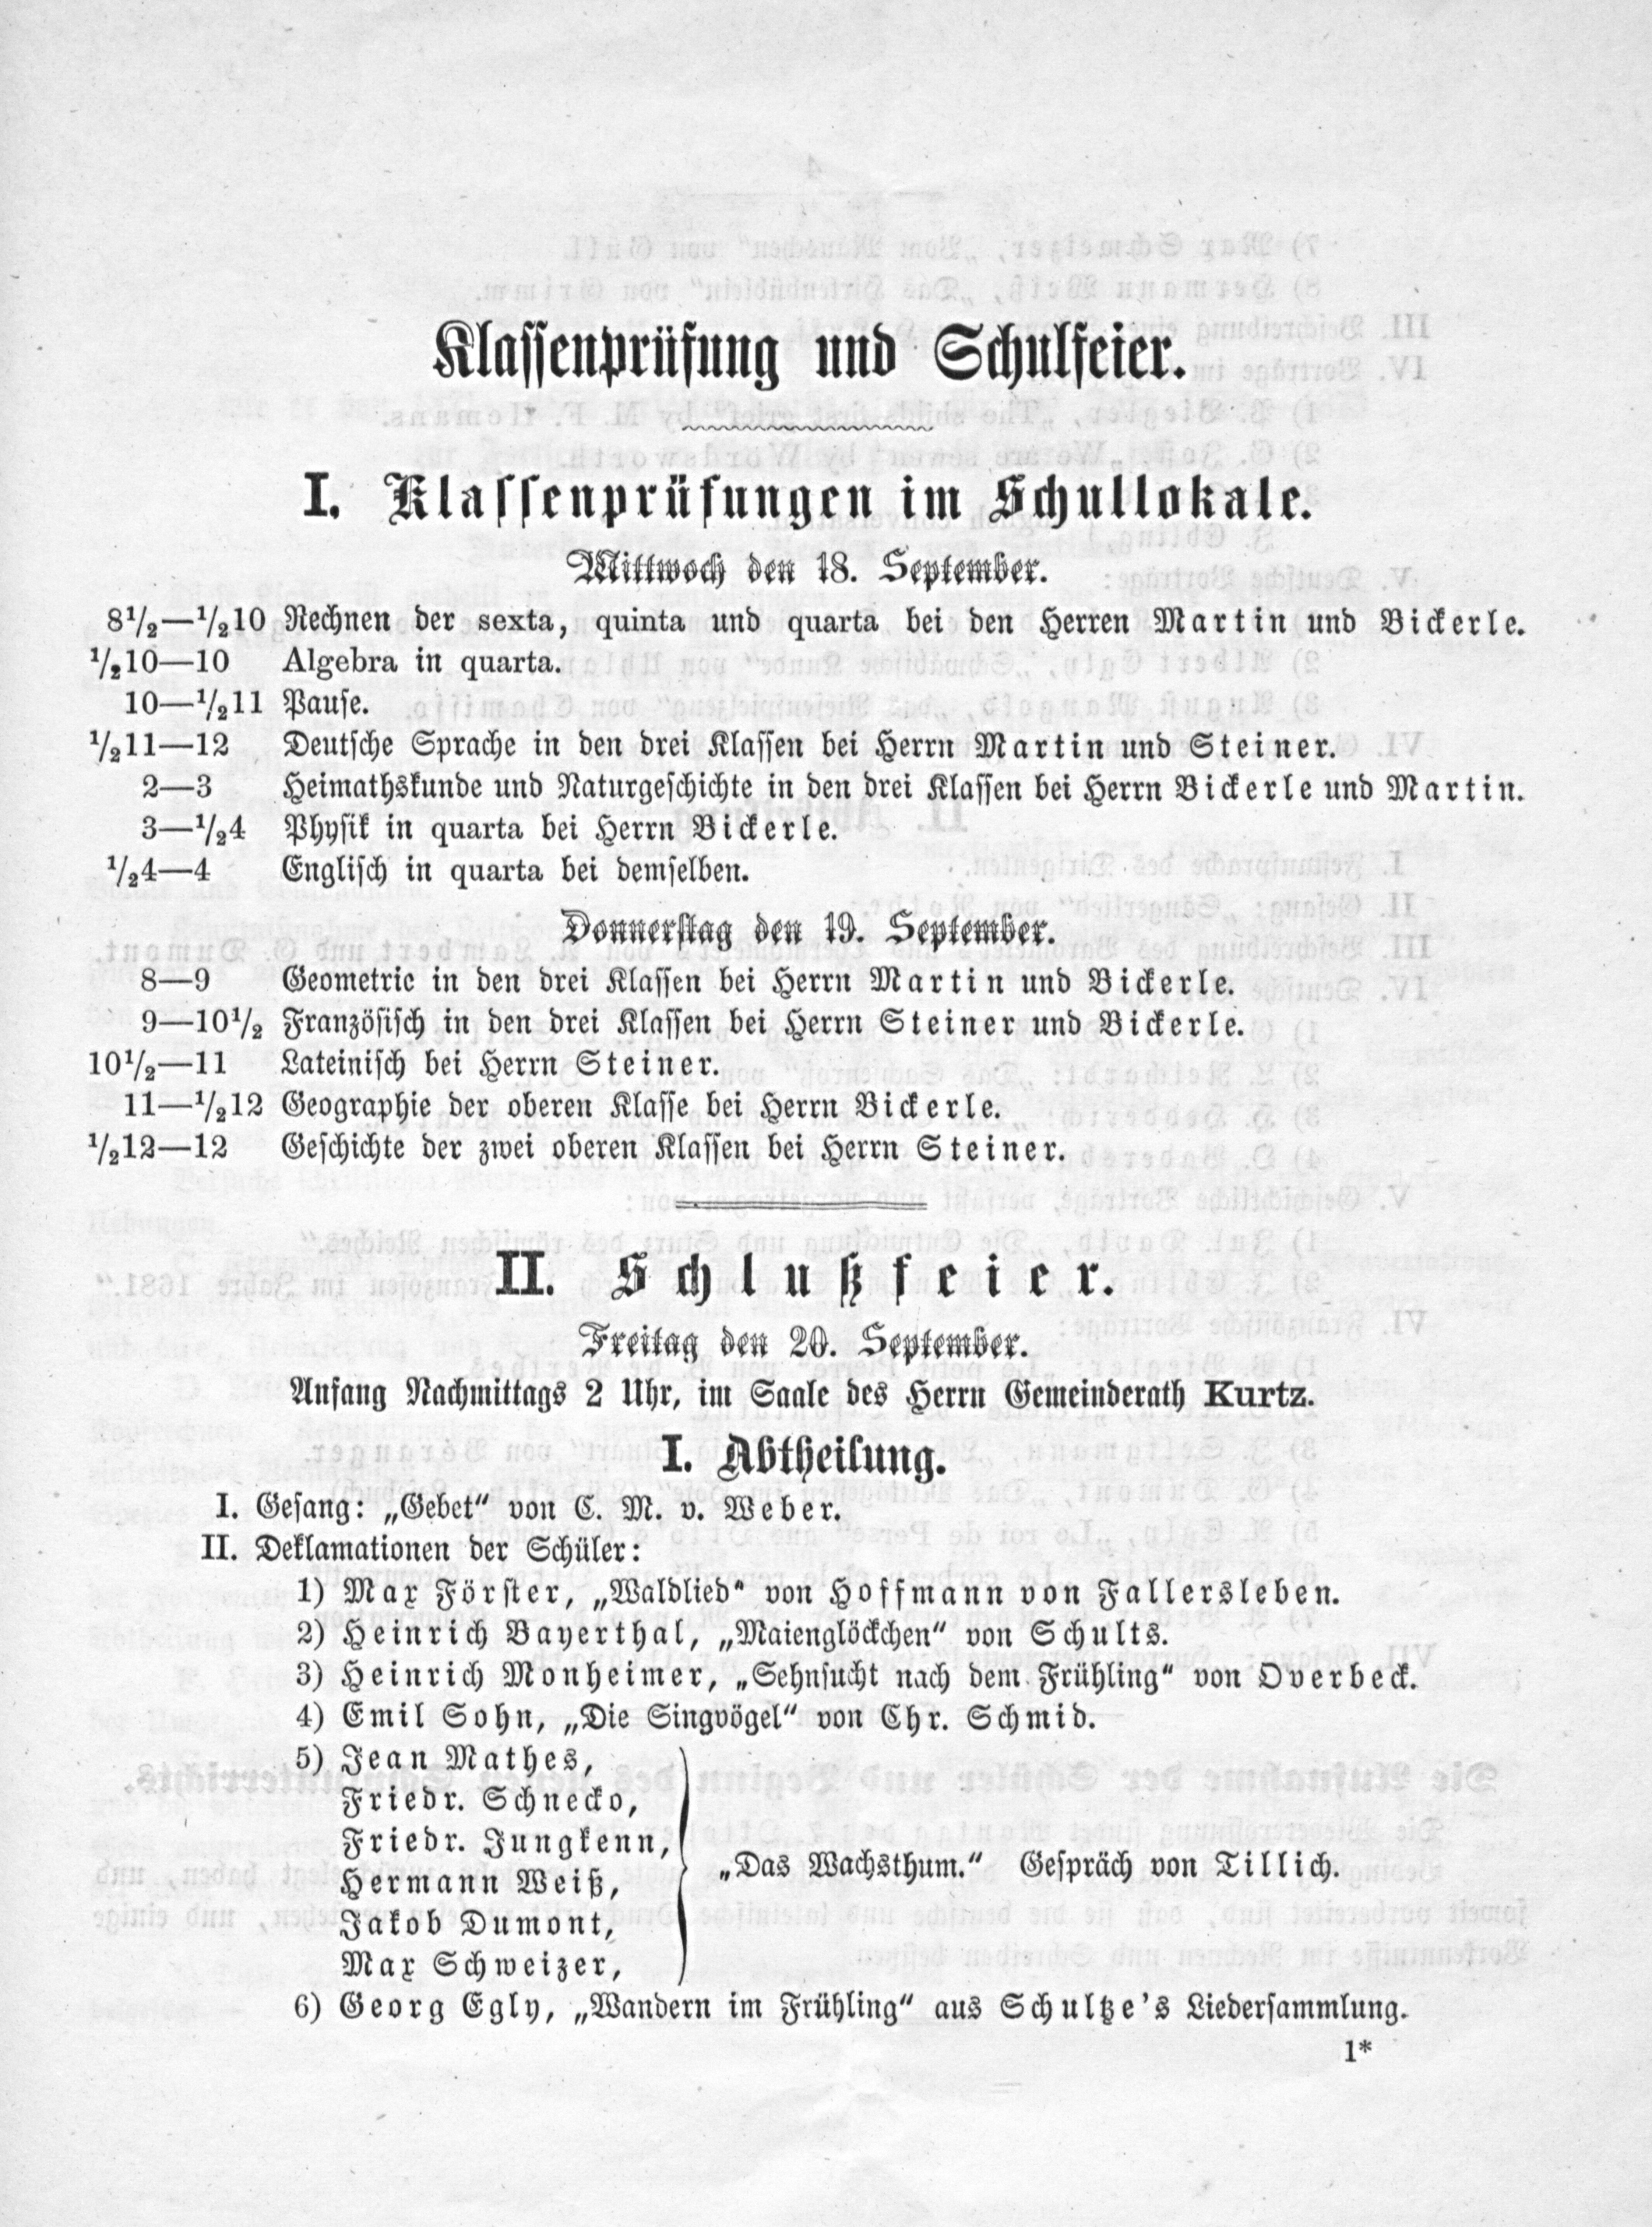 Klassenprüfung und Schulfeier.
I. Klassenprüfungen im Schullokale.
Mittwoch den 18. September.
8½—½10 Rechnen der sexta, quinta und quarta bei den Herren Martin und Bickerle.
½10—10 Algebra in quarta.
10—½11 Pause.
½11—12 Deutsche Sprache in den drei Klassen bei Herrn Martin und Steiner.
2—3 Heimathskunde und Naturgeschichte in den drei Klassen bei Herrn Bickerle und Martin.
3—½4 Physik in quarta bei Herrn Bickerle.
½4—4 Englisch in quarta bei demselben.
Donnerstag den 19. September.
8—9 Geometrie in den drei Klassen bei Herrn Martin und Bickerle.
9—10½ Französisch in den drei Klassen bei Herrn Steiner und Bickerle.
10½—11 Lateinisch bei Herrn Steiner.
11—½12 Geographie der oberen Klasse bei Herrn Bickerle.
½12—12 Geschichte der zwei oberen Klassen bei Herrn Steiner.
II. Schlußfeier.
Freitag den 20. September.
Anfang Nachmittags 2 Uhr, im Saale des Herrn Gemeinderath Kurtz.
I. Abtheilung.
I. Gesang: „Gebet“ von C. M. v. Weber.
II. Deklamationen der Schüler:
1) Max Förster, „Waldlied“ von Hoffmann von Fallersleben.
2) Heinrich Bayerthal, „Maienglöckchen“ von Schults.
3) Heinrich Monheimer, „Sehnsucht nach dem Frühling“ von Overbeck.
4) Emil Sohn, „Die Singvögel“ von Chr. Schmid.
5) Jean Mathes,
Friedr. Schnecko,
Friedr. Jungkenn,
Hermann Weiß,
Jakob Dumont,
Max Schweizer,
„Das Wachsthum.“ Gespräch von Tillich.
6) Georg Egly, „Wandern im Frühling“ aus Schultze's Liedersammlung.
1*